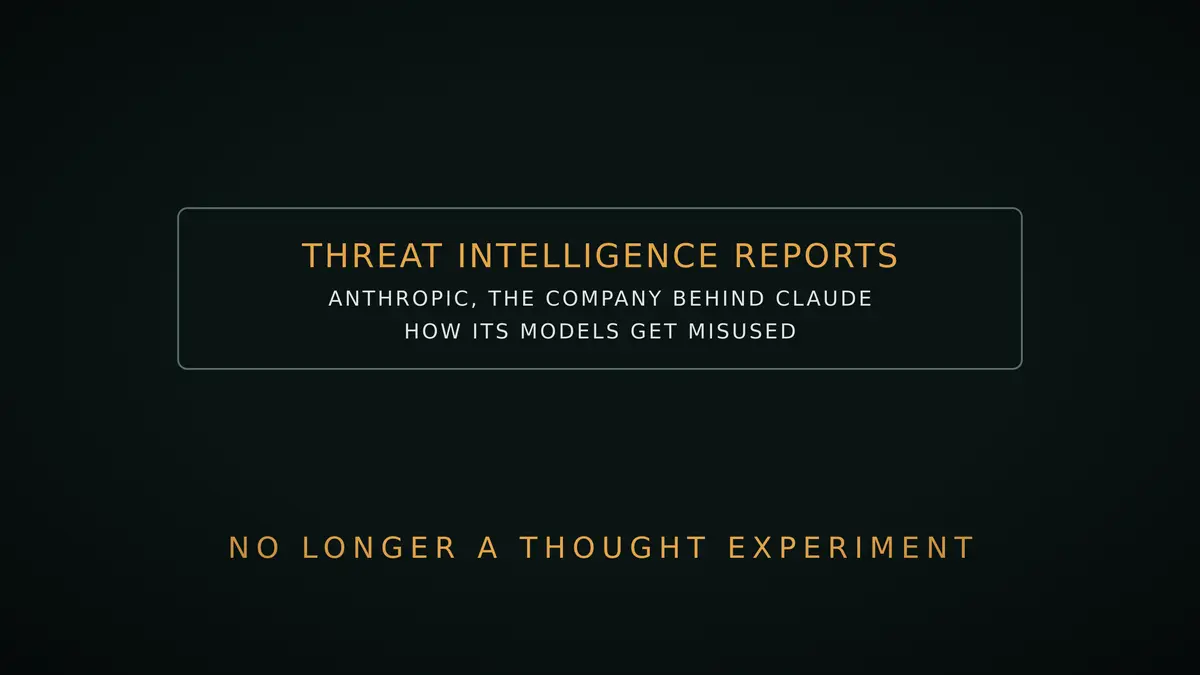 THREAT INTELLIGENCE REPORTS
ANTHROPIC, THE COMPANY BEHIND CLAUDE
HOW ITS MODELS GET MISUSED
NO LONGER A THOUGHT EXPERIMENT